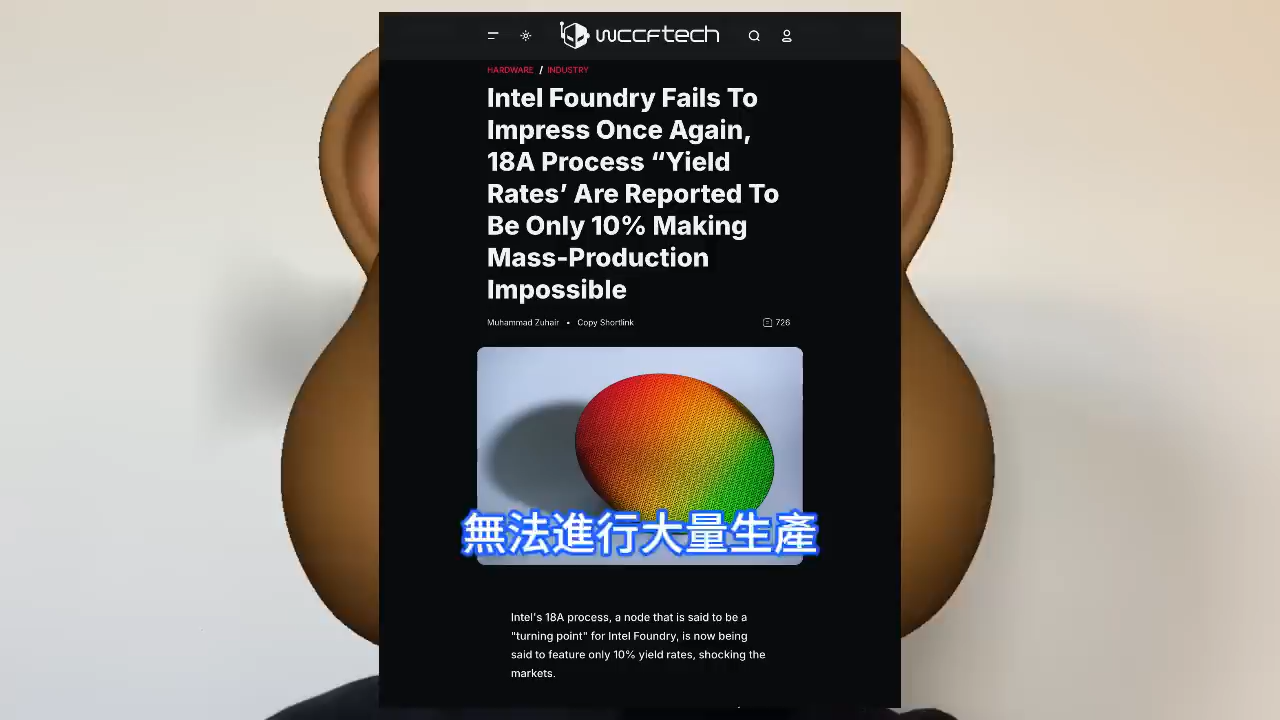 wccftech
HARDWARE / INDUSTRY
Intel Foundry Fails To
Impress Once Again,
18A Process “Yield
Rates’ Are Reported To
Be Only 10% Making
Mass-Production
Impossible
Muhammad Zuhair • Copy Shortlink 726
無法進行大量生產
Intel's 18A process, a node that is said to be a
"turning point" for Intel Foundry, is now being
said to feature only 10% yield rates, shocking the
markets.